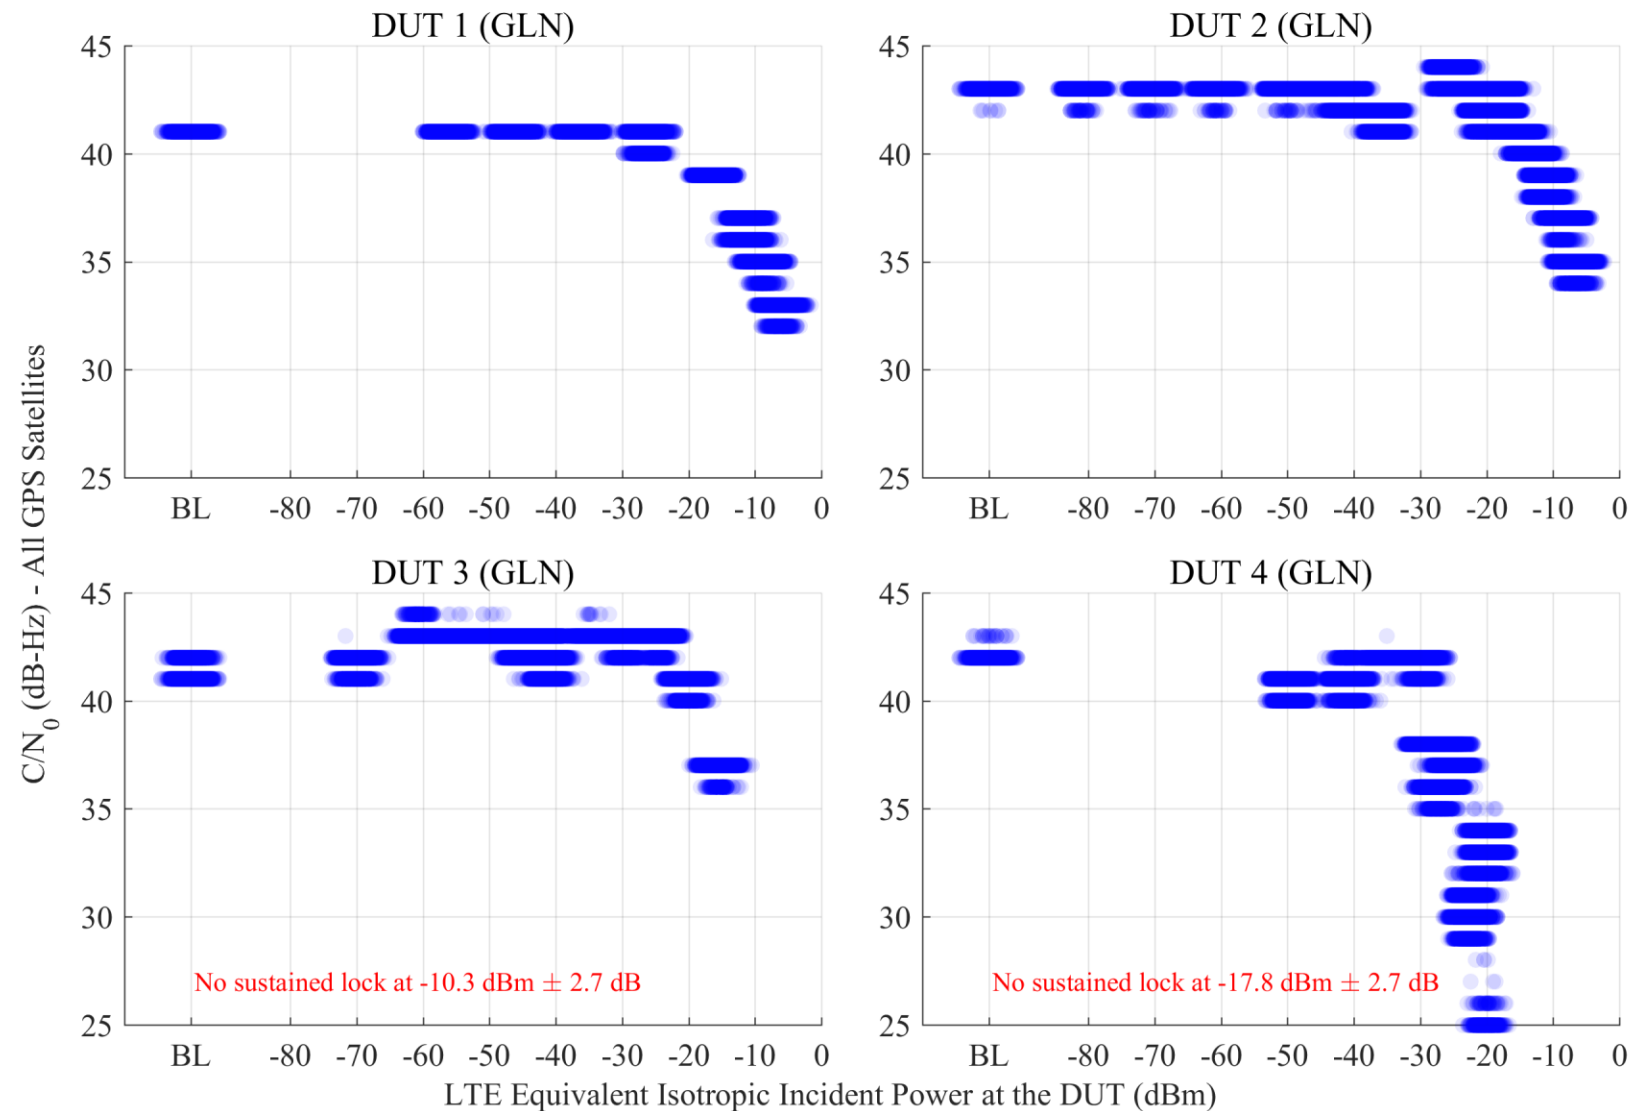 DUT 1 (GLN)
45
40
35
30
25
BL -80 -70 -60 -50 -40 -30 -20 -10 0
DUT 2 (GLN)
45
40
35
30
25
BL -80 -70 -60 -50 -40 -30 -20 -10 0
C/N0 (dB-Hz) - All GPS Satellites
DUT 3 (GLN)
45
40
35
30
25
No sustained lock at -10.3 dBm ± 2.7 dB
BL -80 -70 -60 -50 -40 -30 -20 -10 0
DUT 4 (GLN)
45
40
35
30
25
No sustained lock at -17.8 dBm ± 2.7 dB
BL -80 -70 -60 -50 -40 -30 -20 -10 0
LTE Equivalent Isotropic Incident Power at the DUT (dBm)